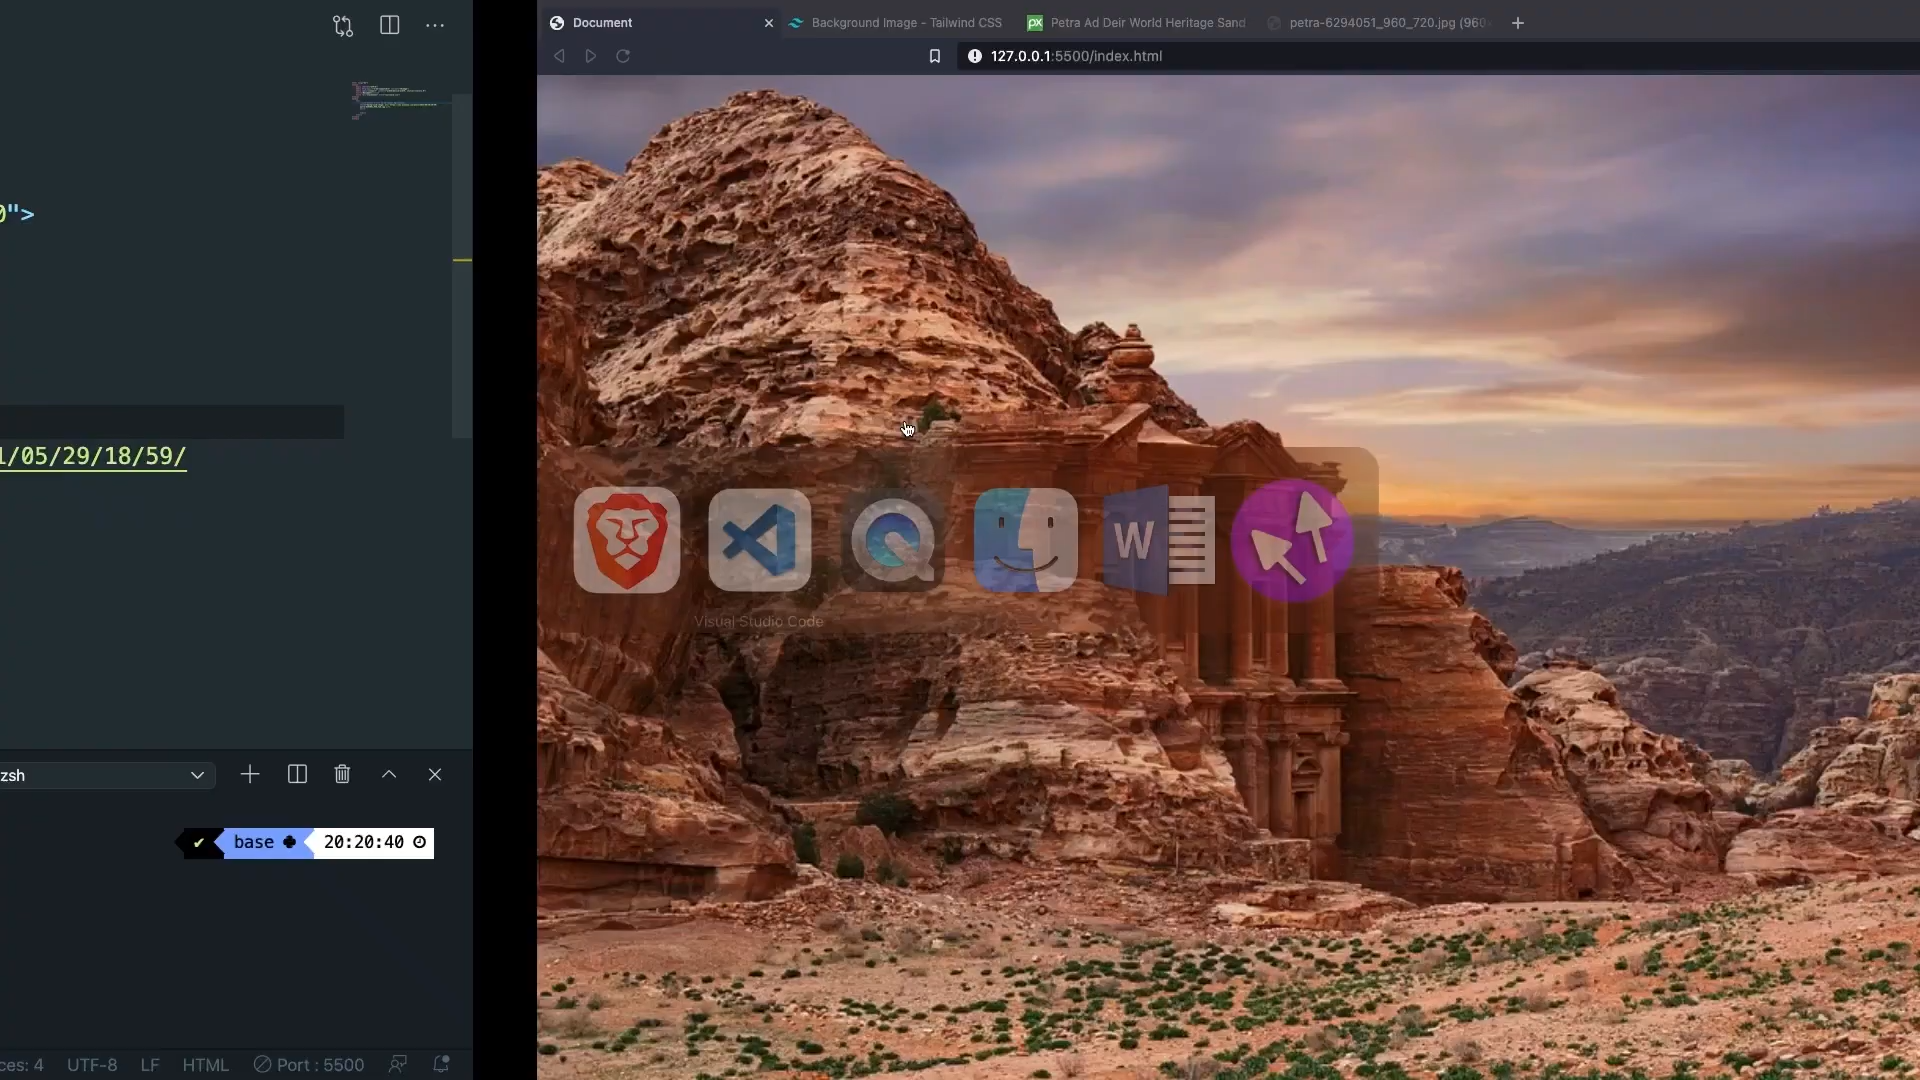 Document
Background Image - Tailwind CSS
Petra Ad Deir World Heritage Sand
petra-6294051_960_720.jpg (960
127.0.0.1:5500/index.html
0">
1/05/29/18/59/
W
Visual Studio Code
zsh
base
20:20:40
ces: 4
UTF-8
LF
HTML
Port : 5500